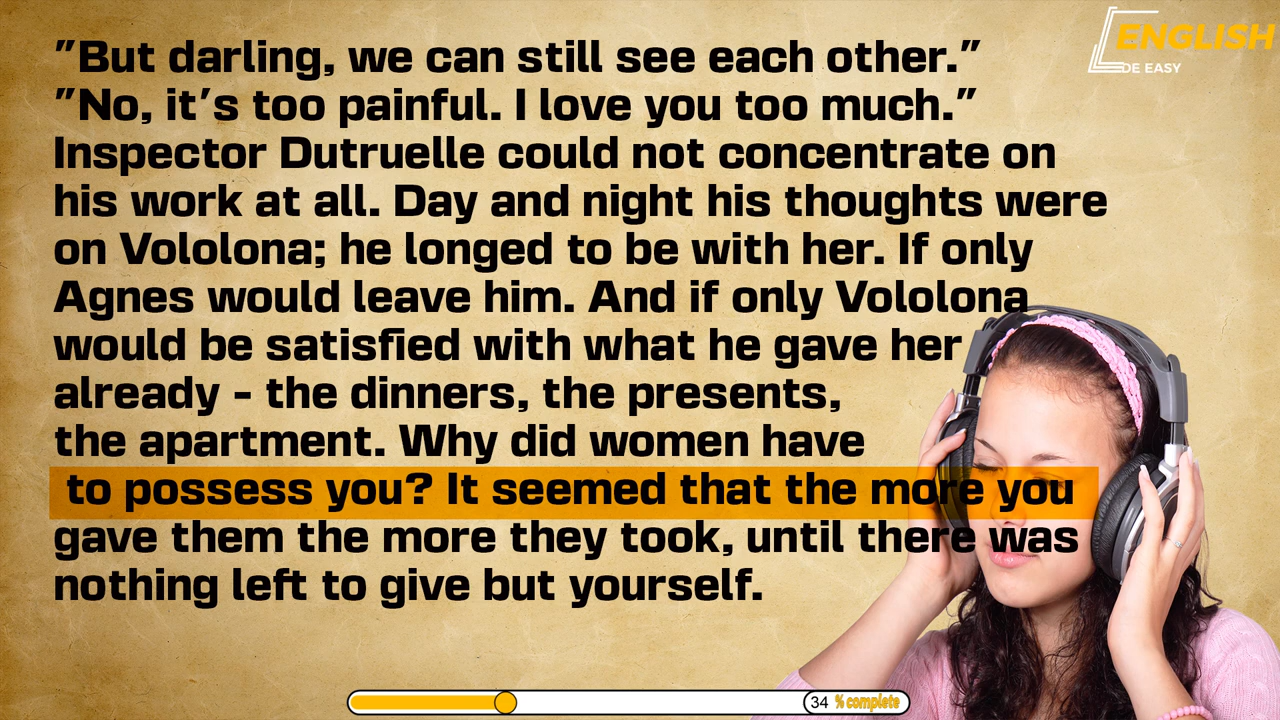 "But darling, we can still see each other."
"No, it's too painful. I love you too much."
Inspector Dutruelle could not concentrate on
his work at all. Day and night his thoughts were
on Vololona; he longed to be with her. If only
Agnes would leave him. And if only Vololona
would be satisfied with what he gave her
already - the dinners, the presents,
the apartment. Why did women have
to possess you? It seemed that the more you
gave them the more they took, until there was
nothing left to give but yourself.
ENGLISH
DE EASY
34 % complete